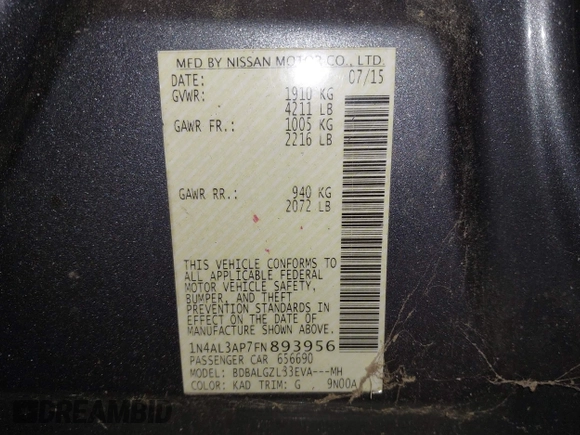 MFD BY NISSAN MOTOR CO., LTD.
DATE: 07/15
GVWR: 1910 KG
4211 LB
GAWR FR.: 1005 KG
2216 LB
GAWR RR.: 940 KG
2072 LB
THIS VEHICLE CONFORMS TO
ALL APPLICABLE FEDERAL
MOTOR VEHICLE SAFETY,
BUMPER, AND THEFT
PREVENTION STANDARDS IN
EFFECT ON THE DATE OF
MANUFACTURE SHOWN ABOVE.
1N4AL3AP7FN893956
PASSENGER CAR 656690
MODEL: BDBALGZL33EVA---MH
COLOR: KAD TRIM: G , 9N00A
DREAMBID